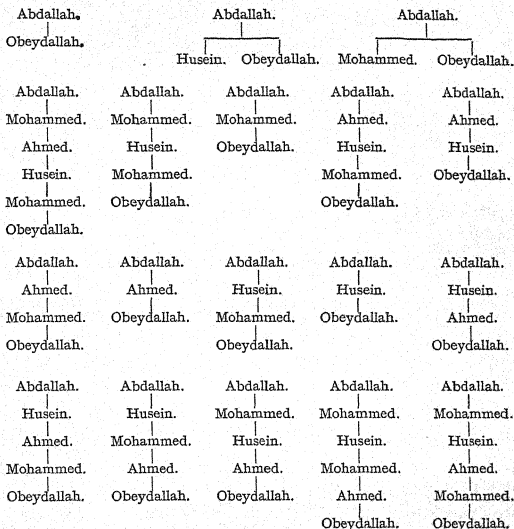 Abdallah. Abdallah. Abdallah.
Obeydallah.
Husein. Obeydallah. Mohammed. Obeydallah.
Abdallah. Abdallah. Abdallah. Abdallah. Abdallah.
Mohammed. Mohammed. Mohammed. Ahmed. Ahmed.
Ahmed. Husein. Obeydallah. Husein. Husein.
Husein. Mohammed. Mohammed. Obeydallah.
Mohammed. Obeydallah. Obeydallah.
Obeydallah.
Abdallah. Abdallah. Abdallah. Abdallah. Abdallah.
Ahmed. Ahmed. Husein. Husein. Husein.
Mohammed. Obeydallah. Mohammed. Obeydallah. Ahmed.
Obeydallah. Obeydallah. Obeydallah.
Abdallah. Abdallah. Abdallah. Abdallah. Abdallah.
Husein. Husein. Mohammed. Mohammed. Mohammed.
Ahmed. Mohammed. Husein. Husein. Husein.
Mohammed. Ahmed. Ahmed. Mohammed. Ahmed.
Obeydallah. Obeydallah. Obeydallah. Ahmed. Mohammed.
Obeydallah. Obeydallah.